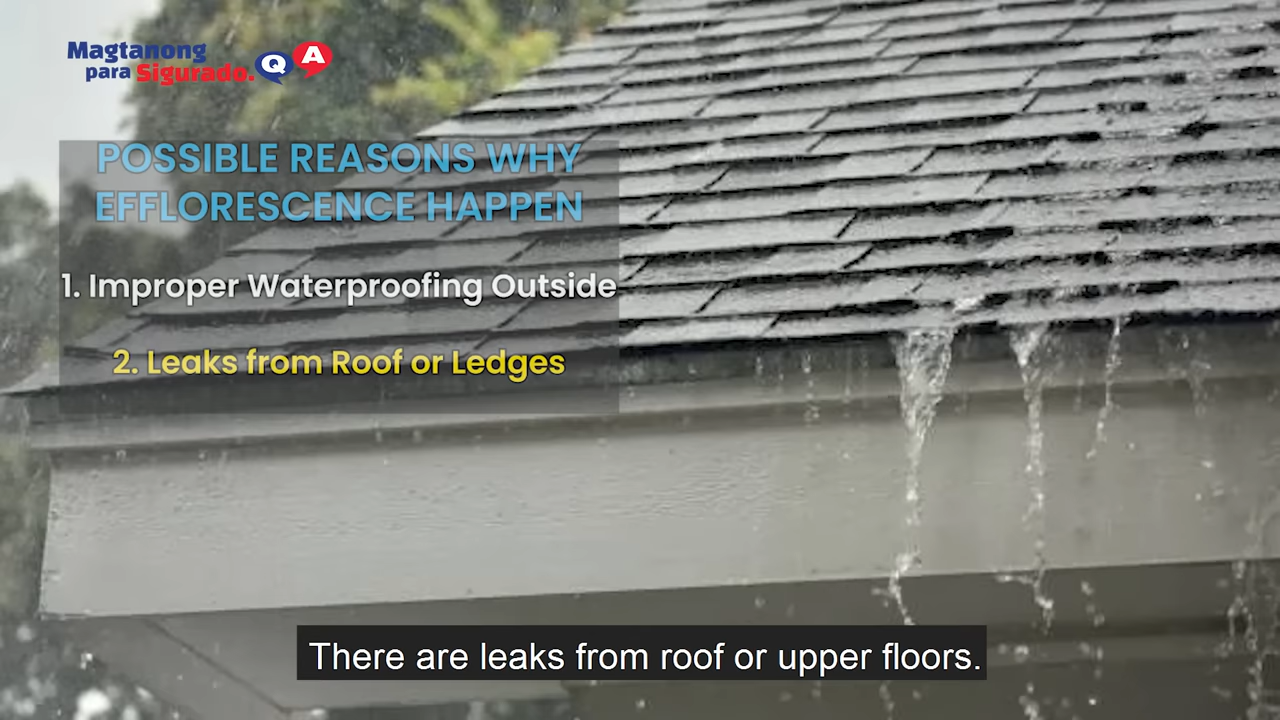 Magtanong
para Sigurado. Q A
POSSIBLE REASONS WHY
EFFLORESCENCE HAPPEN
1. Improper Waterproofing Outside
2. Leaks from Roof or Ledges
There are leaks from roof or upper floors.